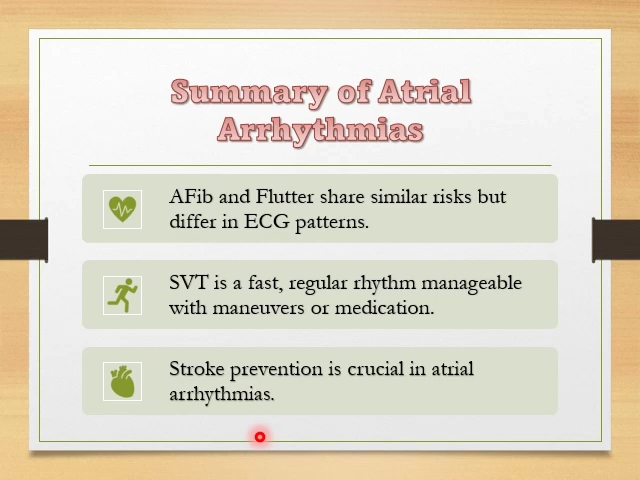 Summary of Atrial
Arrhythmias
AFib and Flutter share similar risks but
differ in ECG patterns.
SVT is a fast, regular rhythm manageable
with maneuvers or medication.
Stroke prevention is crucial in atrial
arrhythmias.